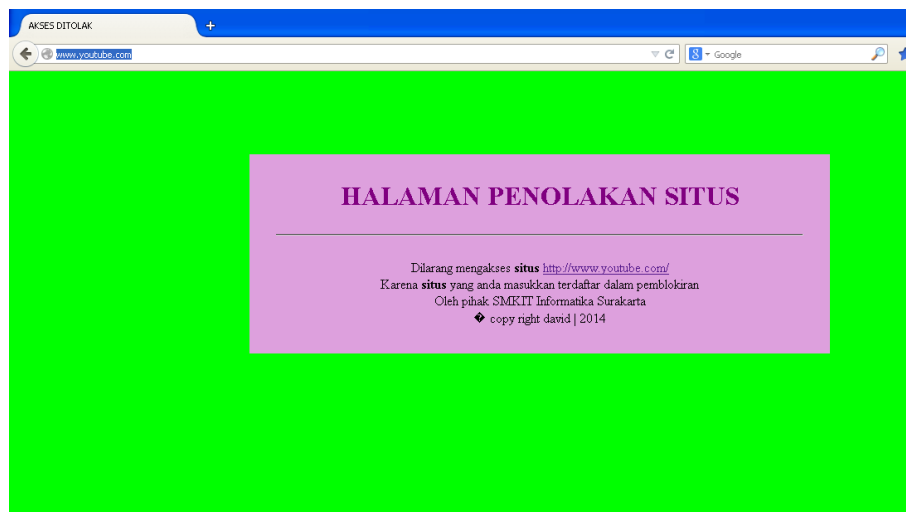 AKSES DITOLAK
www.youtube.com
Google
HALAMAN PENOLAKAN SITUS
Dilarang mengakses situs http://www.youtube.com/
Karena situs yang anda masukkan terdaftar dalam pemblokiran
Oleh pihak SMKIT Informatika Surakarta
� copy right david | 2014